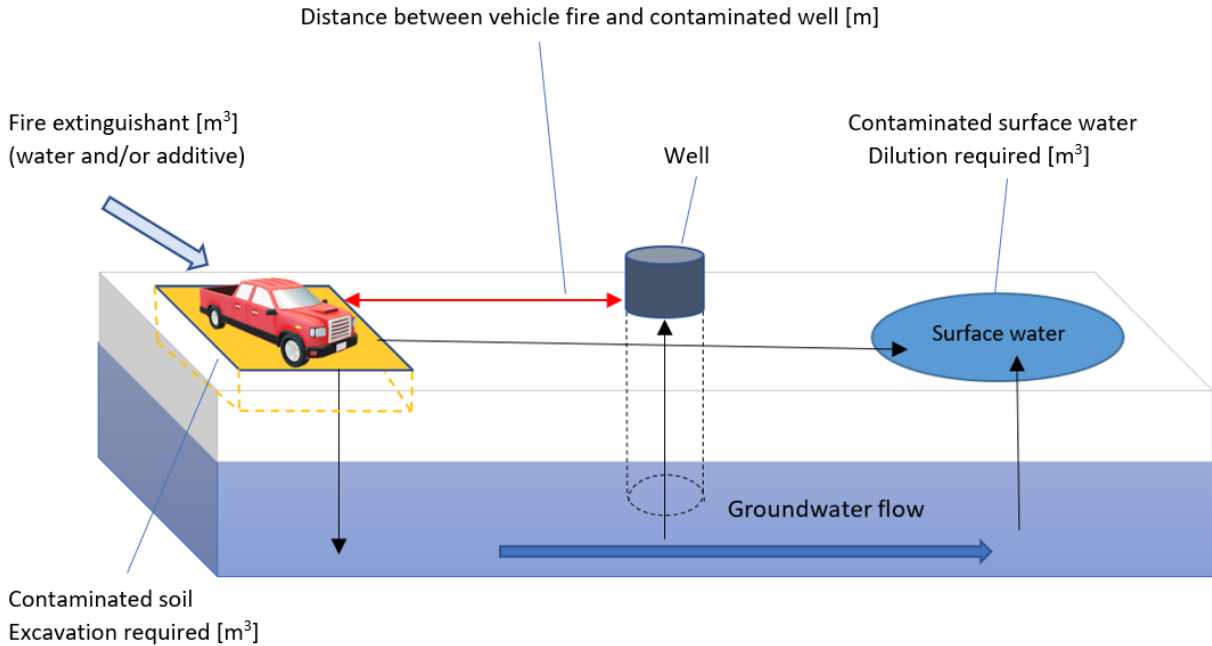 Distance between vehicle fire and contaminated well [m]
Fire extinguishant [m³]
(water and/or additive)
Well
Contaminated surface water
Dilution required [m³]
Surface water
Groundwater flow
Contaminated soil
Excavation required [m³]